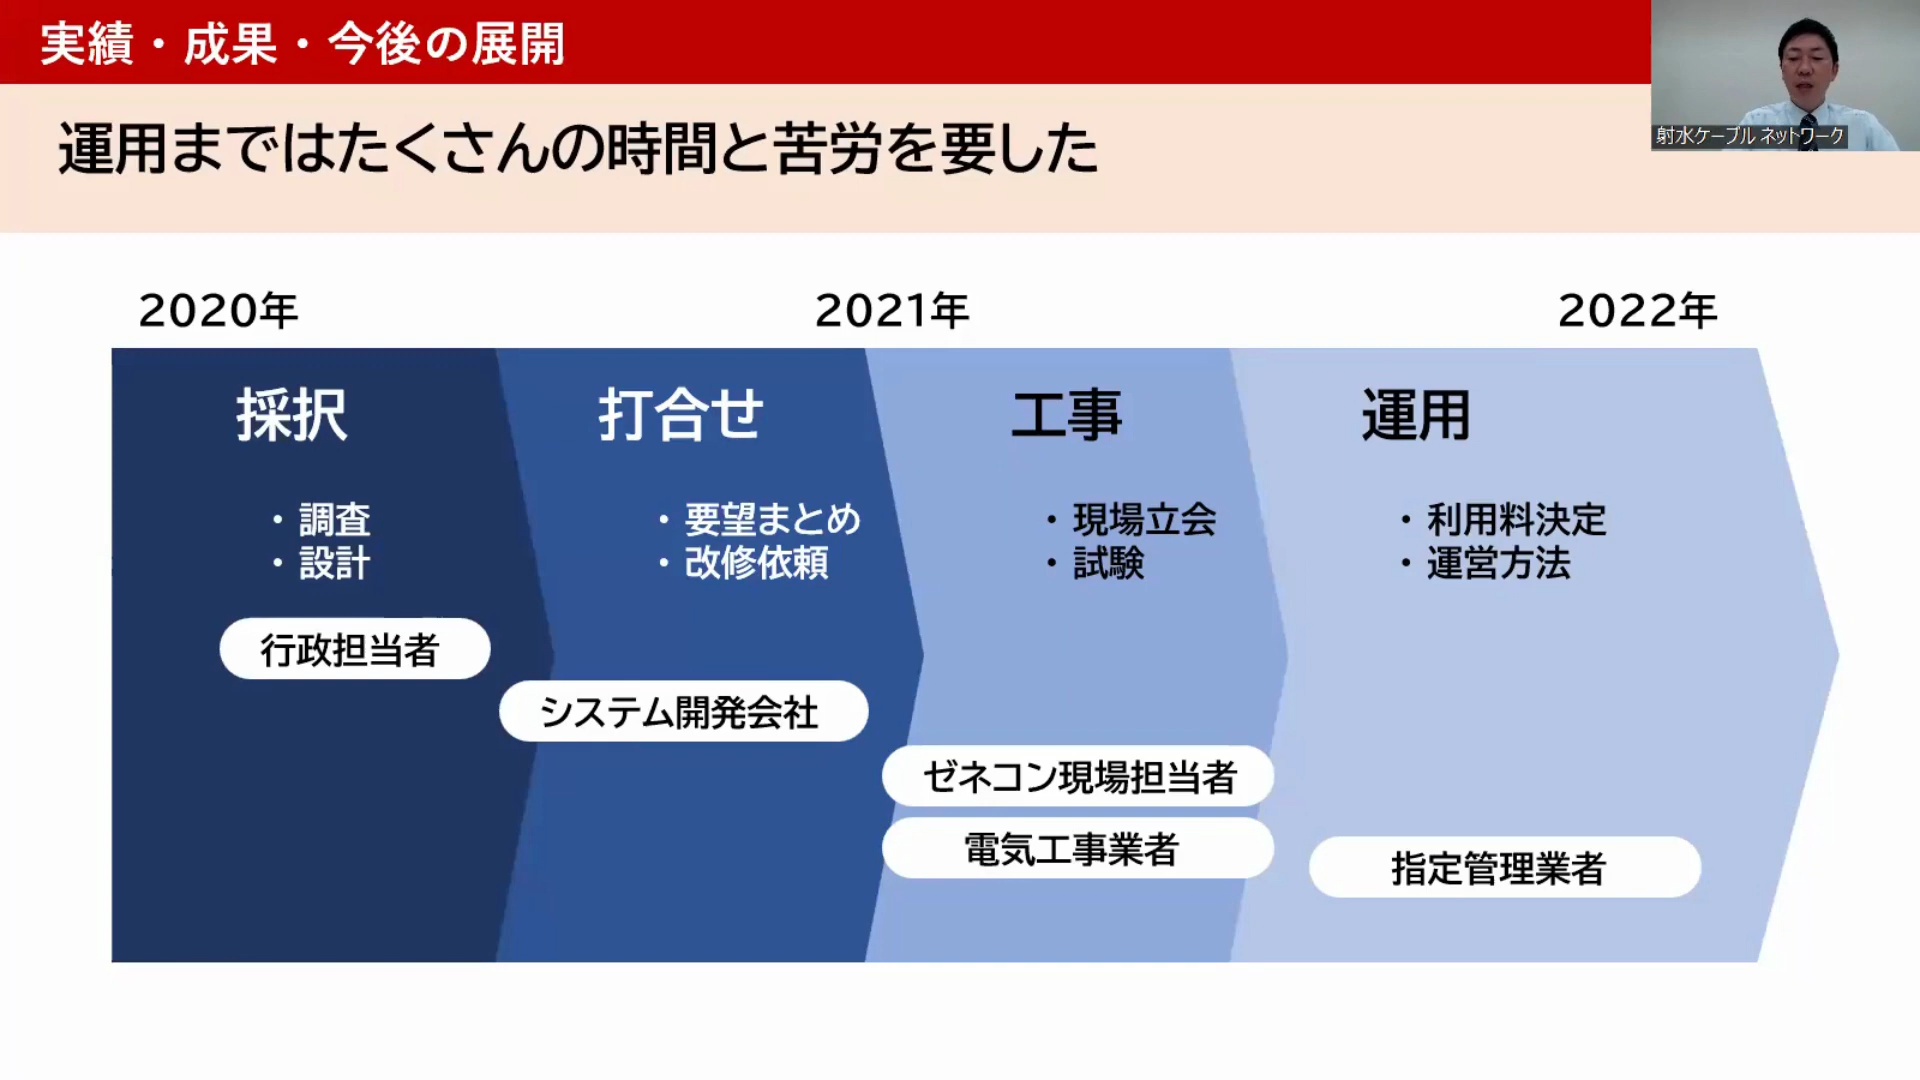 実績・成果・今後の展開
射水ケーブル ネットワーク
運用まではたくさんの時間と苦労を要した
2020年
2021年
2022年
採択
・調査
・設計
行政担当者
打合せ
・要望まとめ
・改修依頼
システム開発会社
工事
・現場立会
・試験
ゼネコン現場担当者
電気工事業者
運用
・利用料決定
・運営方法
指定管理業者